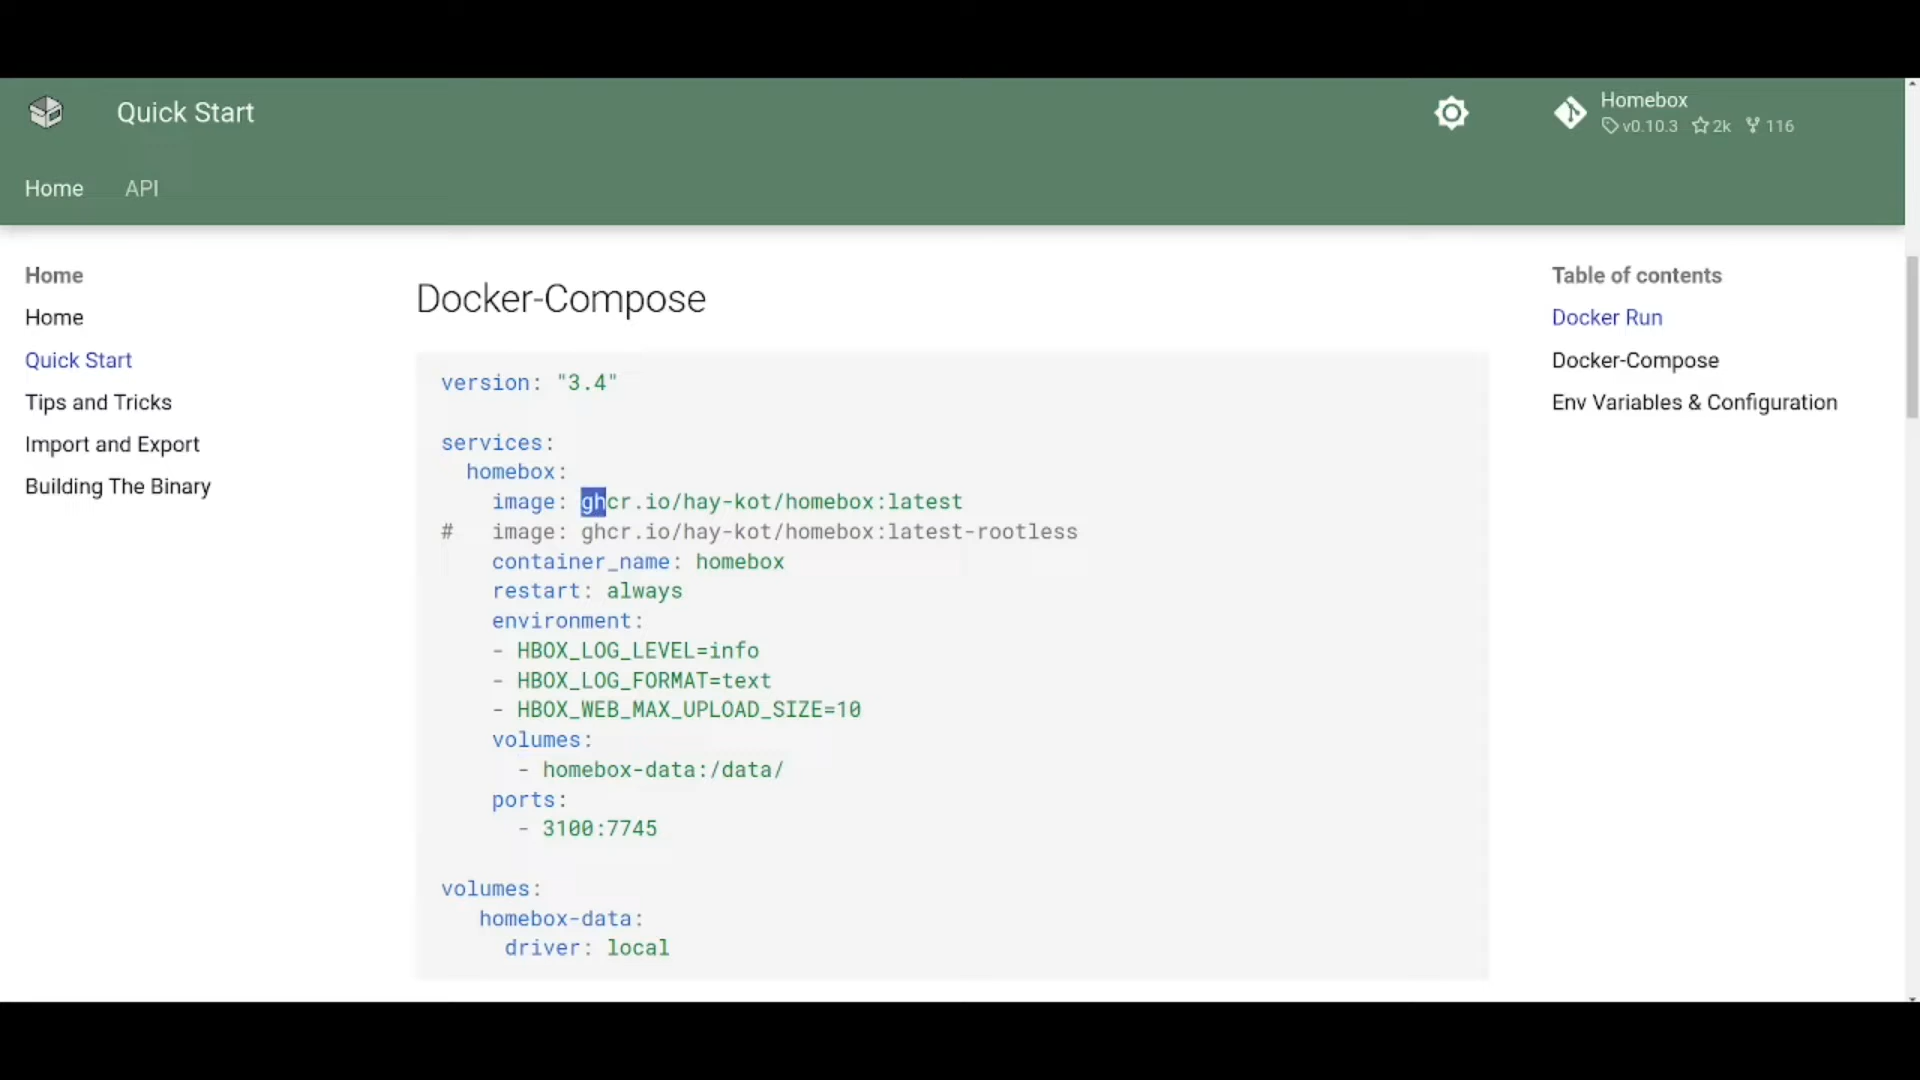 Quick Start
Homebox
v0.10.3 2k 116
Home API
Home
Home
Quick Start
Tips and Tricks
Import and Export
Building The Binary
Docker-Compose
version: "3.4"
services:
  homebox:
    image: ghcr.io/hay-kot/homebox:latest
#   image: ghcr.io/hay-kot/homebox:latest-rootless
    container_name: homebox
    restart: always
    environment:
    - HBOX_LOG_LEVEL=info
    - HBOX_LOG_FORMAT=text
    - HBOX_WEB_MAX_UPLOAD_SIZE=10
    volumes:
      - homebox-data:/data/
    ports:
      - 3100:7745
volumes:
   homebox-data:
     driver: local
Table of contents
Docker Run
Docker-Compose
Env Variables & Configuration